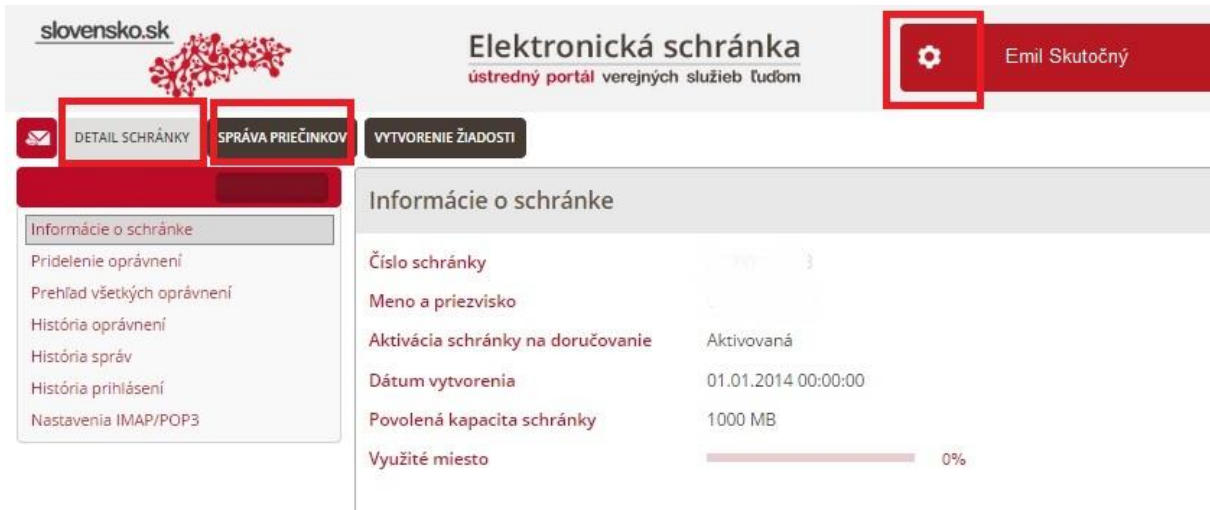 slovensko.sk
Elektronická schránka
ústredný portál verejných služieb ľuďom
Emil Skutočný
DETAIL SCHRÁNKY
SPRÁVA PRIEČINKOV
VYTVORENIE ŽIADOSTI
Informácie o schránke
Pridelenie oprávnení
Prehľad všetkých oprávnení
História oprávnení
História správ
História prihlásení
Nastavenia IMAP/POP3
Informácie o schránke
Číslo schránky
Meno a priezvisko
Aktivácia schránky na doručovanie Aktivovaná
Dátum vytvorenia 01.01.2014 00:00:00
Povolená kapacita schránky 1000 MB
Využité miesto 0%